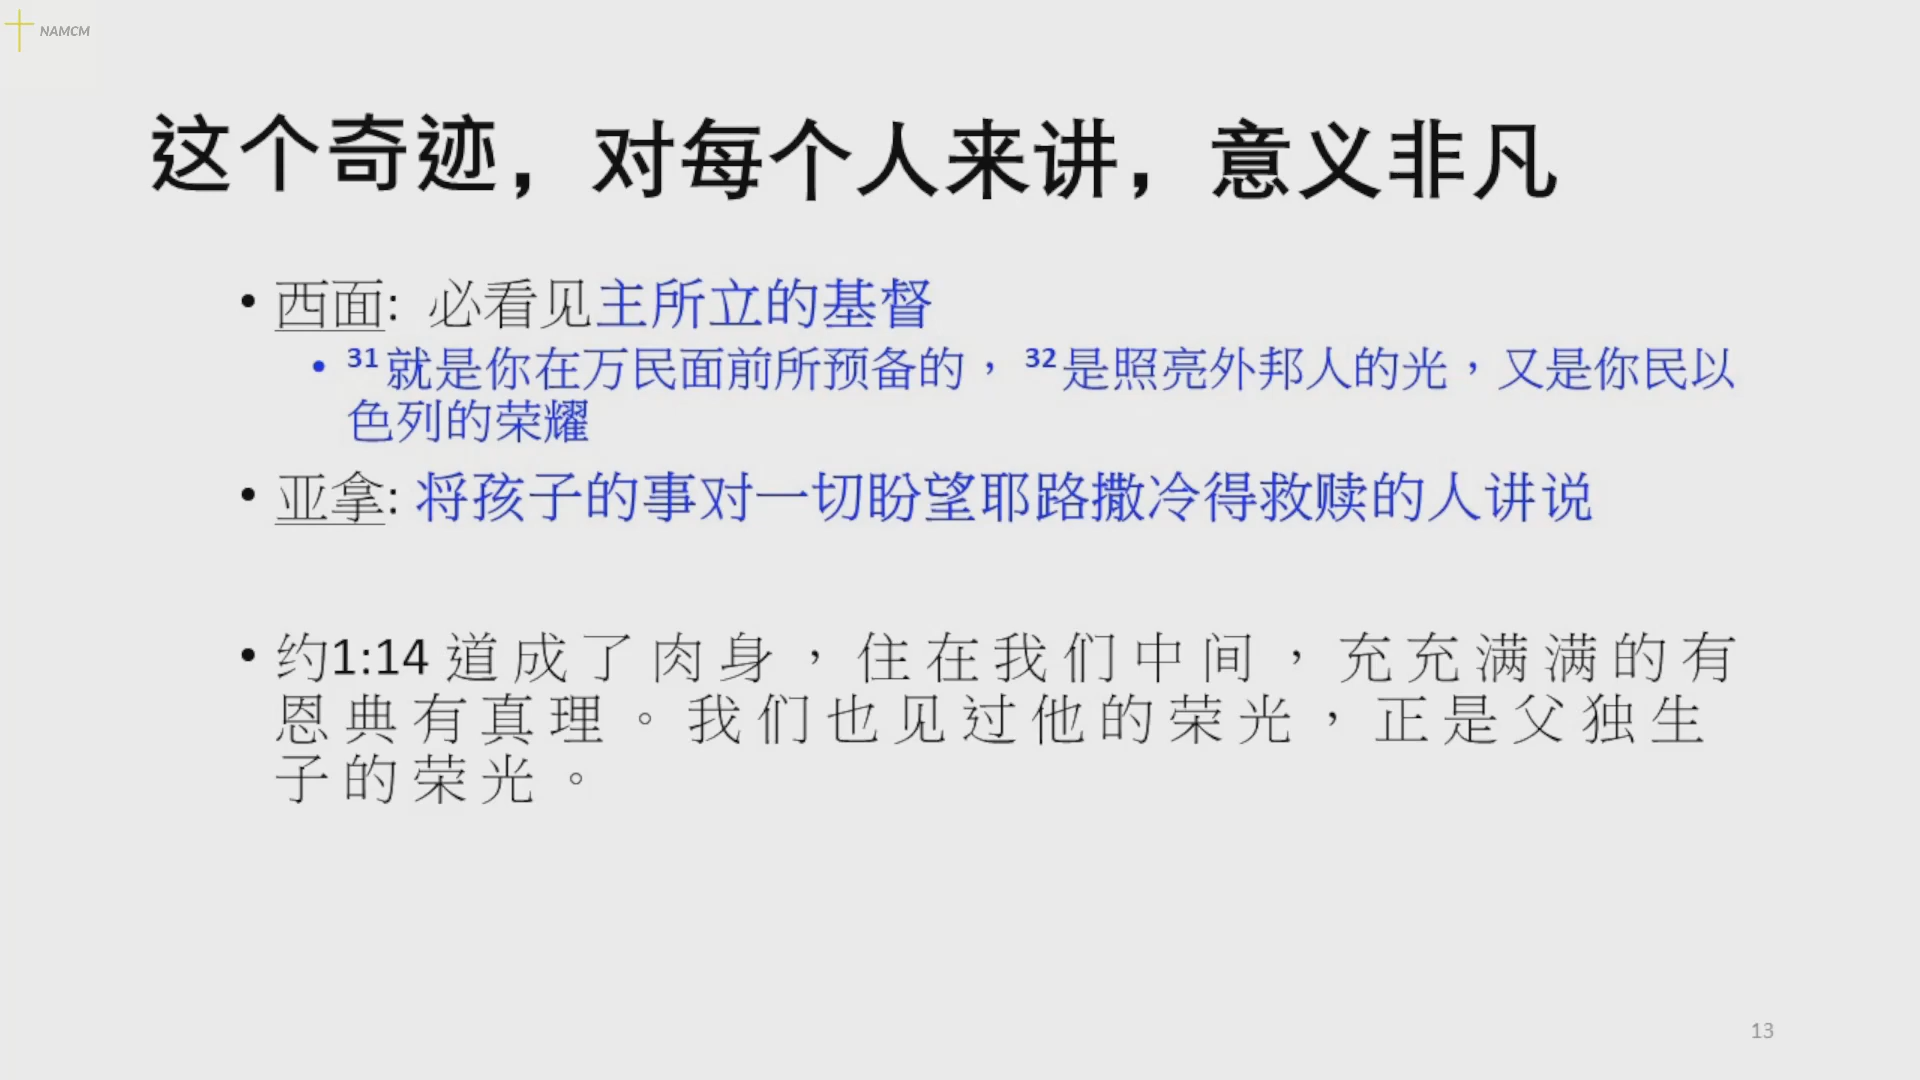 NAMCM
这个奇迹，对每个人来讲，意义非凡
• 西面: 必看见主所立的基督
• 31就是你在万民面前所预备的， 32是照亮外邦人的光，又是你民以
色列的荣耀
• 亚拿: 将孩子的事对一切盼望耶路撒冷得救赎的人讲说
• 约1:14 道 成 了 肉 身 ， 住 在 我 们 中 间 ， 充 充 满 满 的 有
恩 典 有 真 理 。 我 们 也 见 过 他 的 荣 光 ， 正 是 父 独 生
子 的 荣 光 。
13